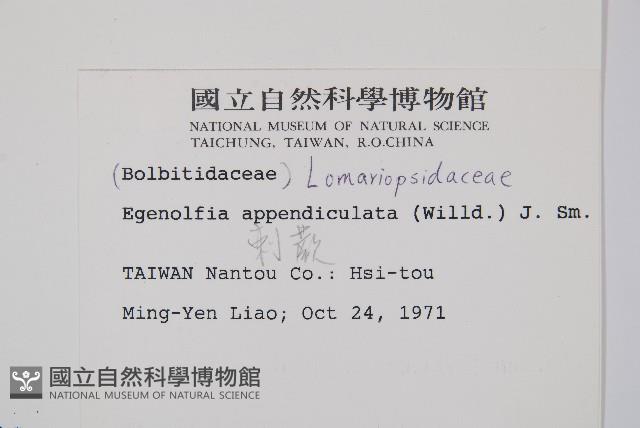 國立自然科學博物館
NATIONAL MUSEUM OF NATURAL SCIENCE
TAICHUNG, TAIWAN, R.O.CHINA
(Bolbitidaceae) Lomariopsidaceae
Egenolfia appendiculata (Willd.) J. Sm.
刺蕨
TAIWAN Nantou Co.: Hsi-tou
Ming-Yen Liao; Oct 24, 1971
國立自然科學博物館
NATIONAL MUSEUM OF NATURAL SCIENCE